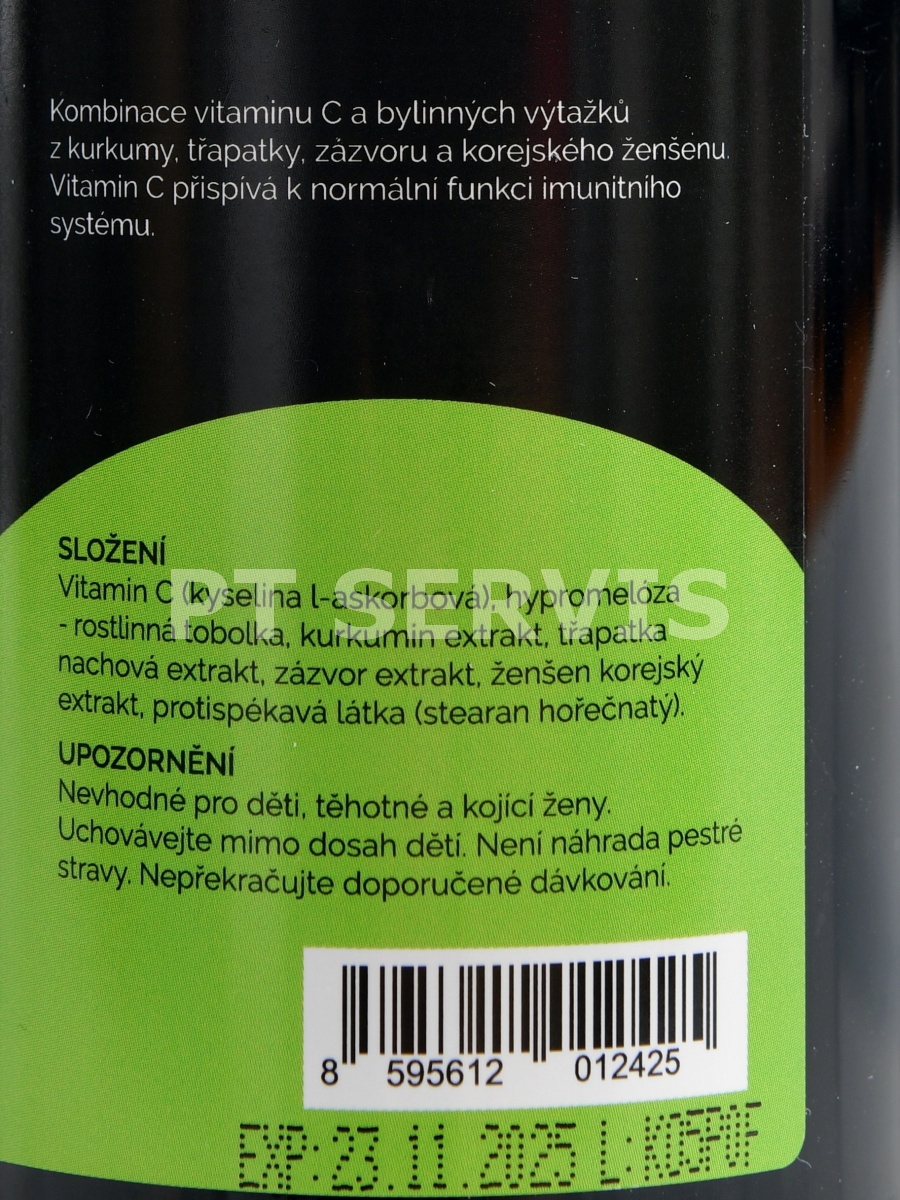 Kombinace vitaminu C a bylinných výtažků
z kurkumy, třapatky, zázvoru a korejského ženšenu.
Vitamin C přispívá k normální funkci imunitního
systému.
SLOŽENÍ
Vitamin C (kyselina l-askorbová), hypromelóza
- rostlinná tobolka, kurkumin extrakt, třapatka
nachová extrakt, zázvor extrakt, ženšen korejský
extrakt, protispékavá látka (stearan hořečnatý).
PT SERVIS
UPOZORNĚNÍ
Nevhodné pro děti, těhotné a kojící ženy.
Uchovávejte mimo dosah dětí. Není náhrada pestré
stravy. Nepřekračujte doporučené dávkování.
8 595612 012425
EXP:23.11.2025 L:K05P0F